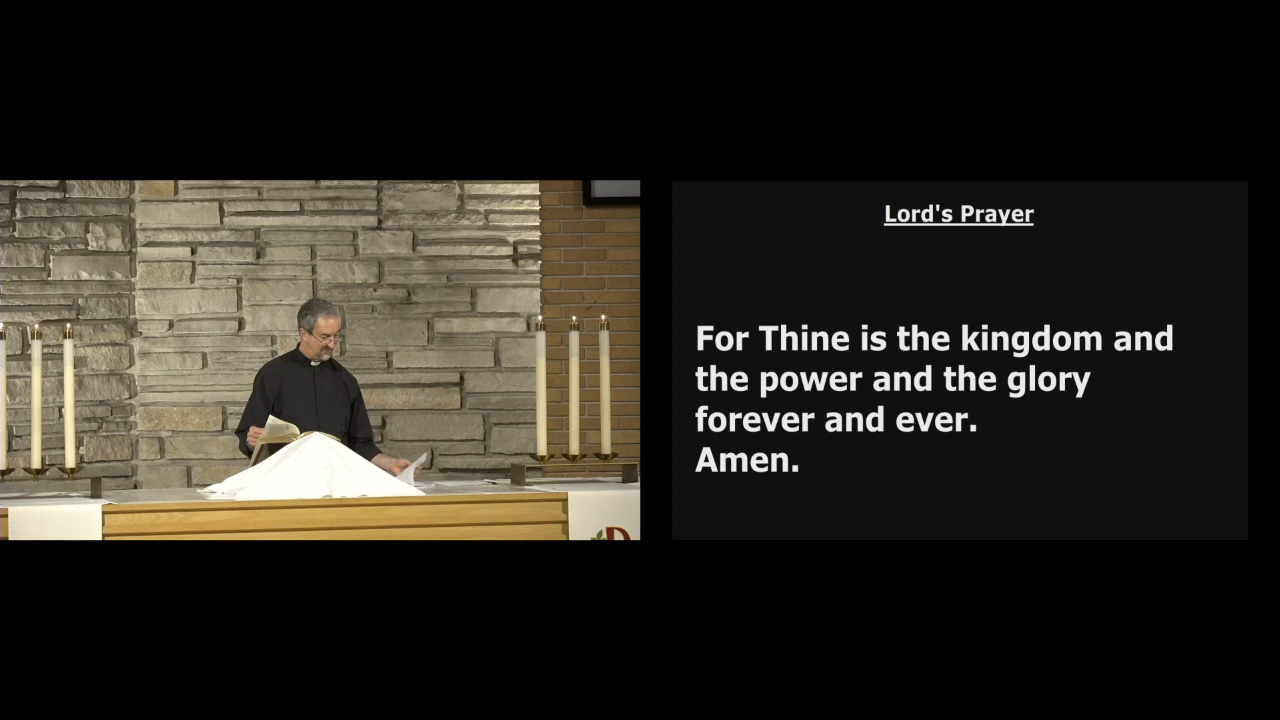 Lord's Prayer
For Thine is the kingdom and
the power and the glory
forever and ever.
Amen.